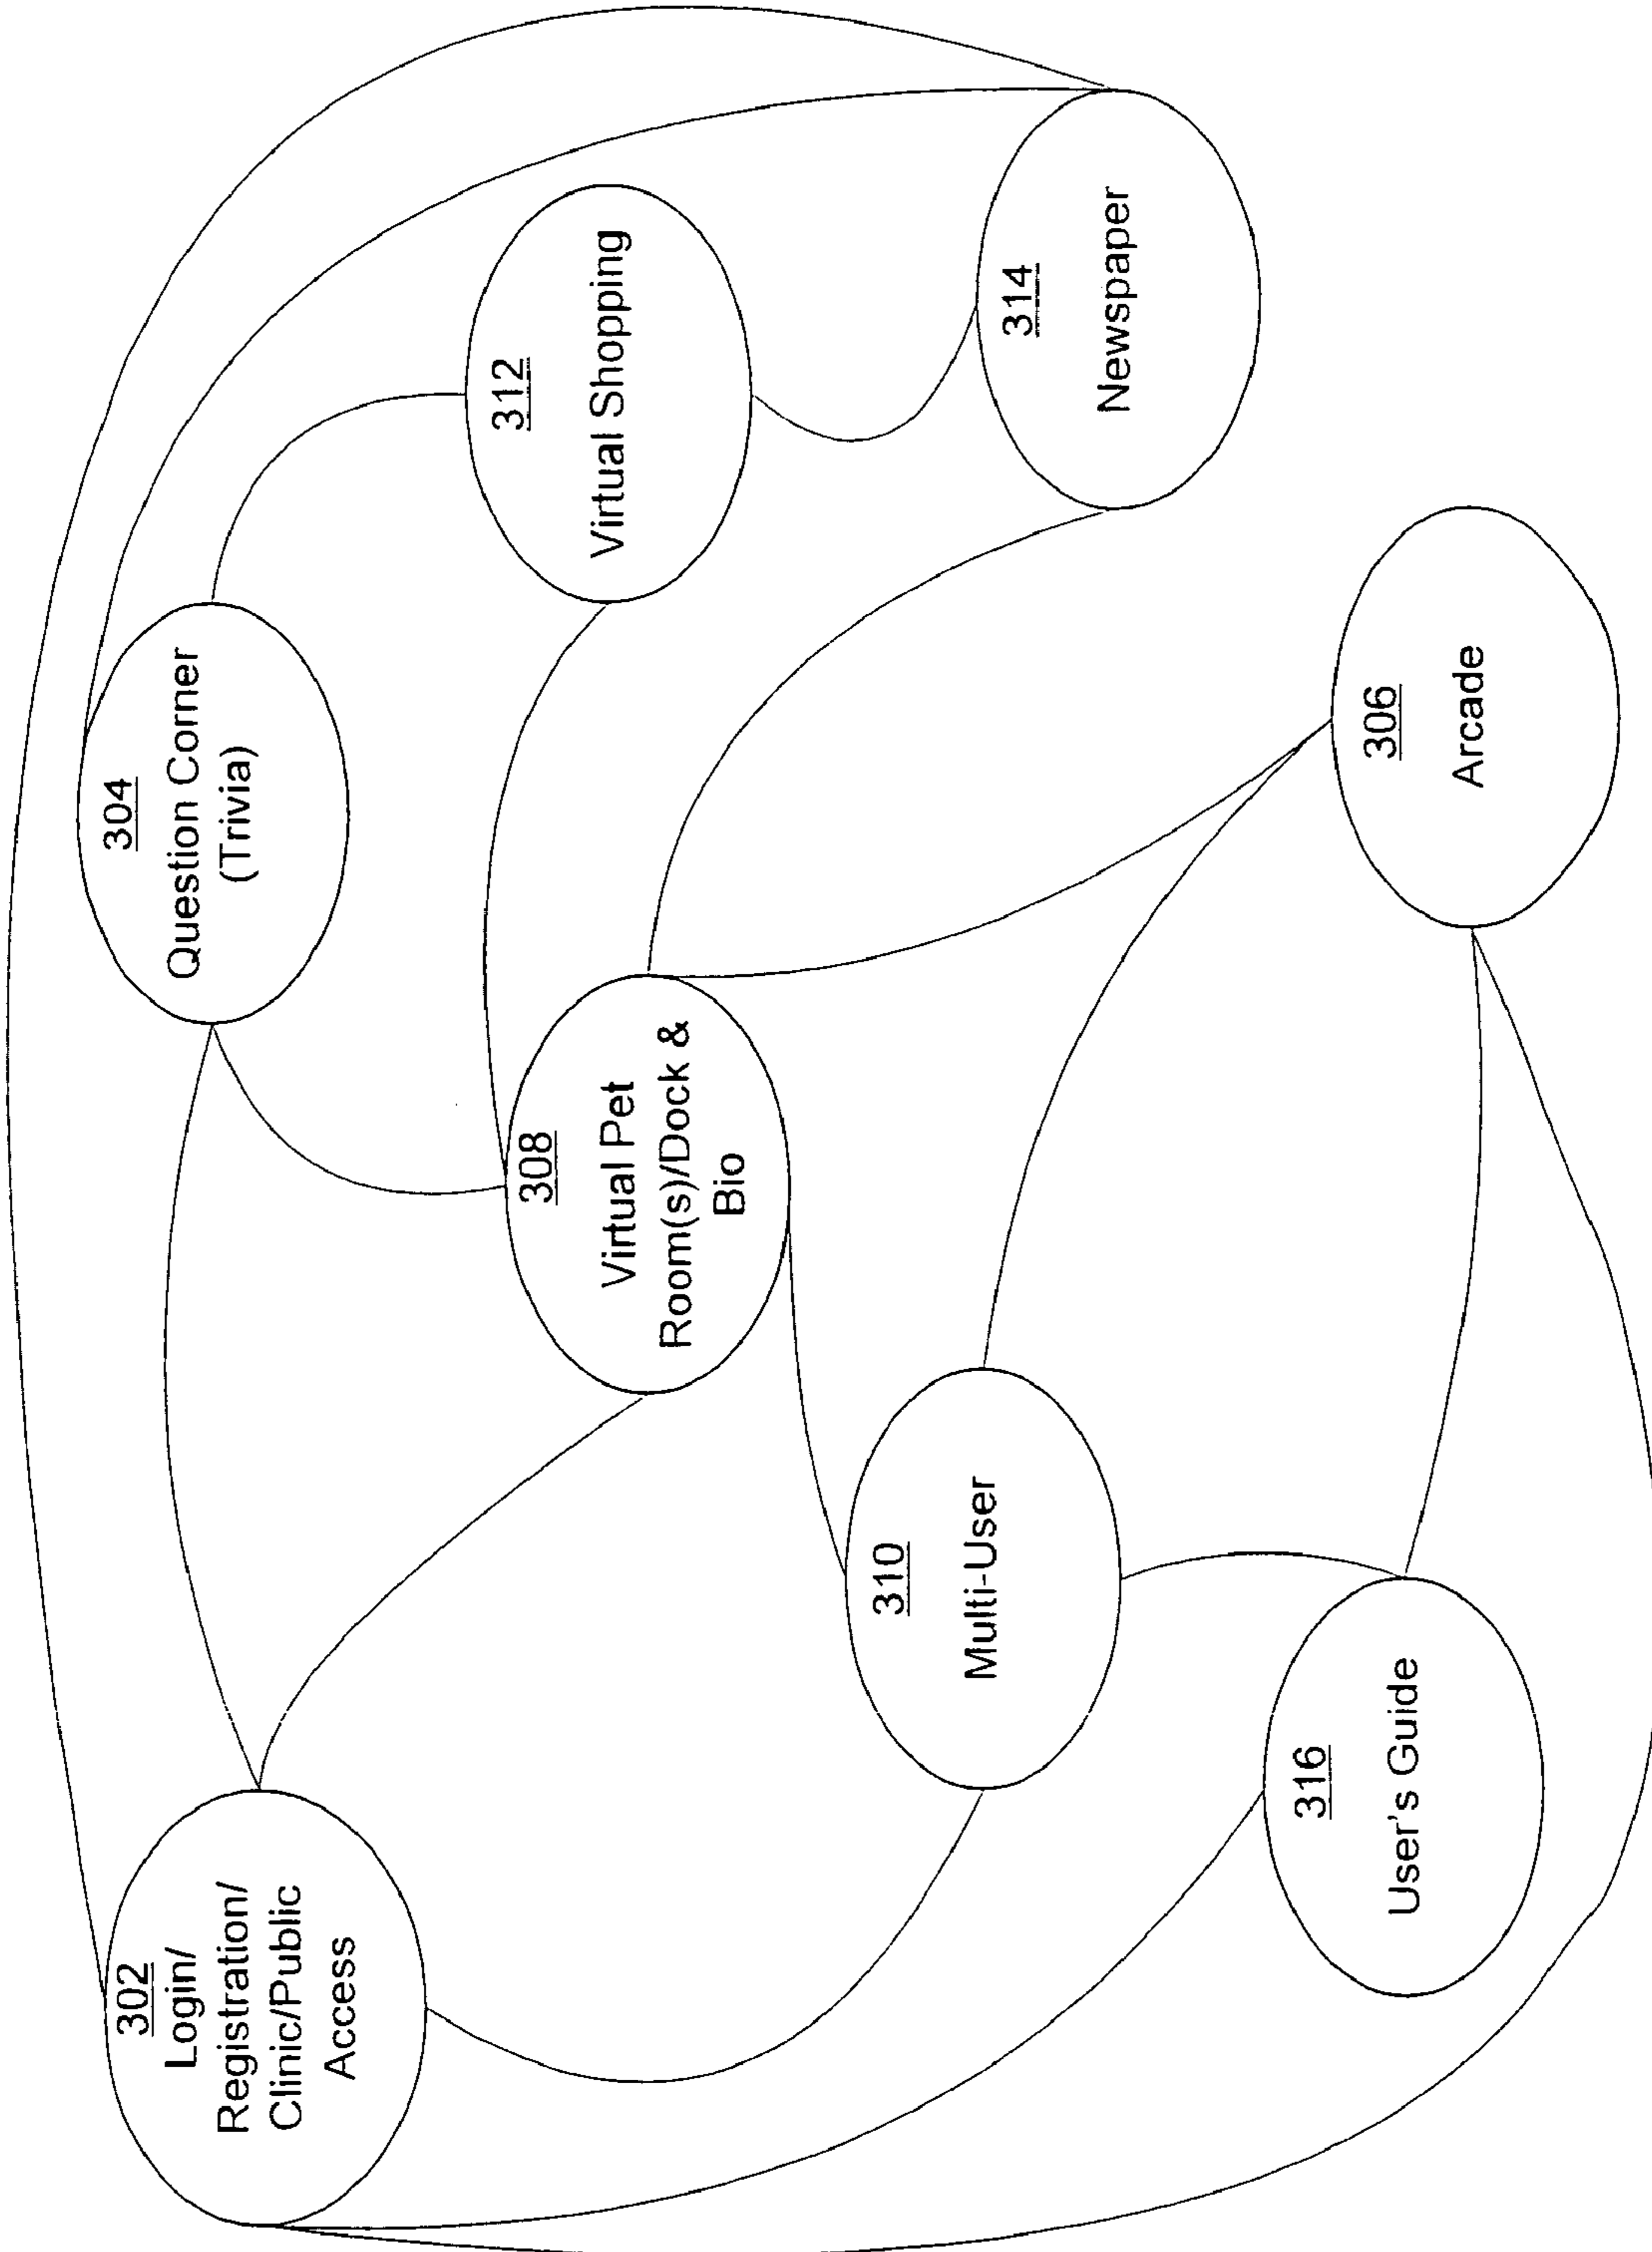 302
Login/
Registration/
Clinic/Public
Access
304
Question Corner
(Trivia)
308
Virtual Pet
Room(s)/Dock &
Bio
312
Virtual Shopping
310
Multi-User
314
Newspaper
316
User's Guide
306
Arcade